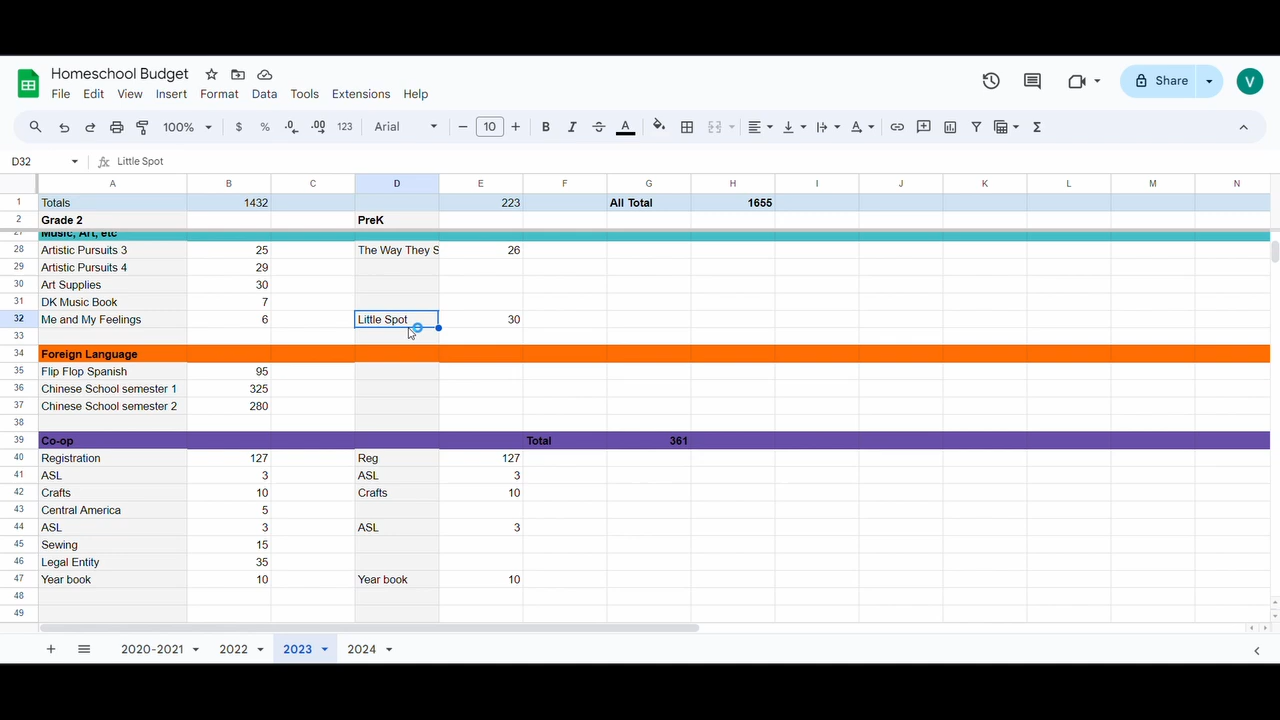 Homeschool Budget
File Edit View Insert Format Data Tools Extensions Help
Share
V
100% $ % .0 .00 123 Arial 10 B I S A
D32 fx Little Spot
A B C D E F G H I J K L M N
1 Totals 1432 223 All Total 1655
2 Grade 2 PreK
27 Music, Art, etc
28 Artistic Pursuits 3 25 The Way They S 26
29 Artistic Pursuits 4 29
30 Art Supplies 30
31 DK Music Book 7
32 Me and My Feelings 6 Little Spot 30
33
34 Foreign Language
35 Flip Flop Spanish 95
36 Chinese School semester 1 325
37 Chinese School semester 2 280
38
39 Co-op Total 361
40 Registration 127 Reg 127
41 ASL 3 ASL 3
42 Crafts 10 Crafts 10
43 Central America 5
44 ASL 3 ASL 3
45 Sewing 15
46 Legal Entity 35
47 Year book 10 Year book 10
48
49
2020-2021 2022 2023 2024